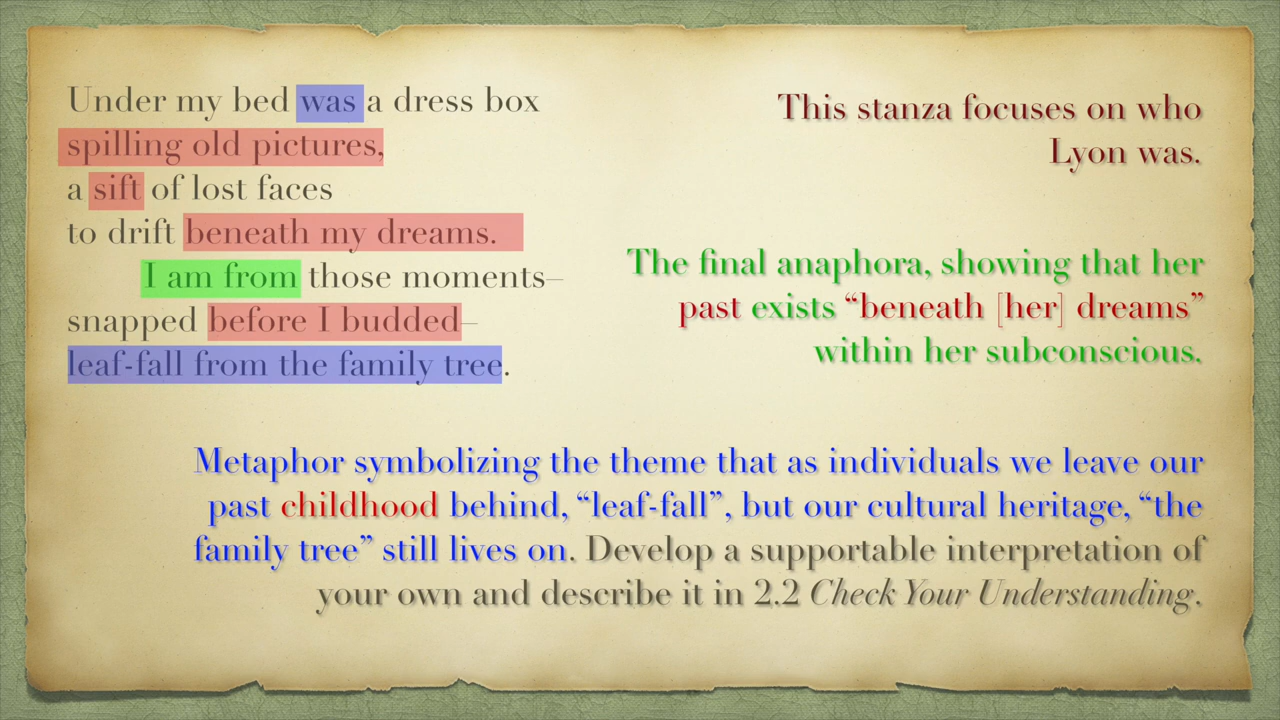 Under my bed was a dress box
spilling old pictures,
a sift of lost faces
to drift beneath my dreams.
I am from those moments–
snapped before I budded–
leaf-fall from the family tree.
This stanza focuses on who
Lyon was.
The final anaphora, showing that her
past exists “beneath [her] dreams”
within her subconscious.
Metaphor symbolizing the theme that as individuals we leave our
past childhood behind, “leaf-fall”, but our cultural heritage, “the
family tree” still lives on. Develop a supportable interpretation of
your own and describe it in 2.2 Check Your Understanding.